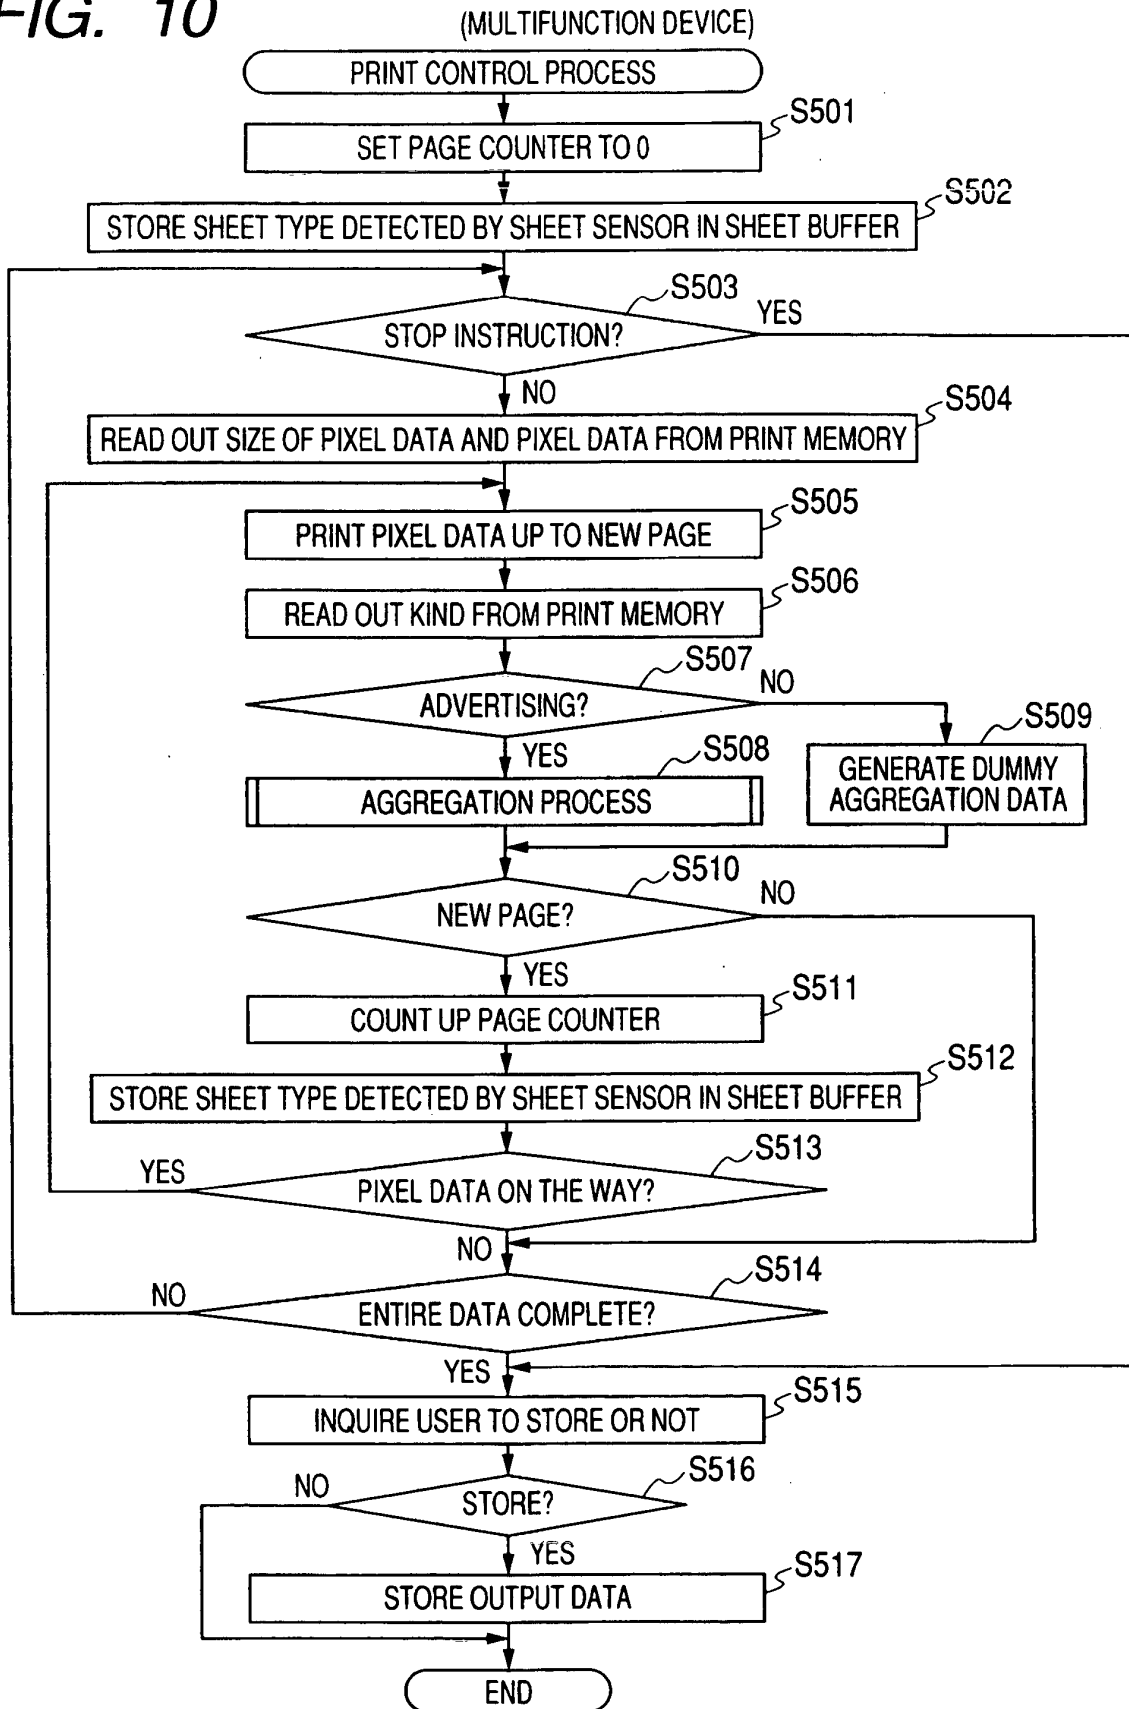 FIG. 10
(MULTIFUNCTION DEVICE)
PRINT CONTROL PROCESS
S501
SET PAGE COUNTER TO 0
S502
STORE SHEET TYPE DETECTED BY SHEET SENSOR IN SHEET BUFFER
S503
STOP INSTRUCTION?
YES
NO
S504
READ OUT SIZE OF PIXEL DATA AND PIXEL DATA FROM PRINT MEMORY
S505
PRINT PIXEL DATA UP TO NEW PAGE
S506
READ OUT KIND FROM PRINT MEMORY
S507
ADVERTISING?
NO
YES
S508
AGGREGATION PROCESS
S509
GENERATE DUMMY
AGGREGATION DATA
S510
NEW PAGE?
NO
YES
S511
COUNT UP PAGE COUNTER
S512
STORE SHEET TYPE DETECTED BY SHEET SENSOR IN SHEET BUFFER
S513
YES
PIXEL DATA ON THE WAY?
NO
S514
NO
ENTIRE DATA COMPLETE?
YES
S515
INQUIRE USER TO STORE OR NOT
S516
NO
STORE?
YES
S517
STORE OUTPUT DATA
END